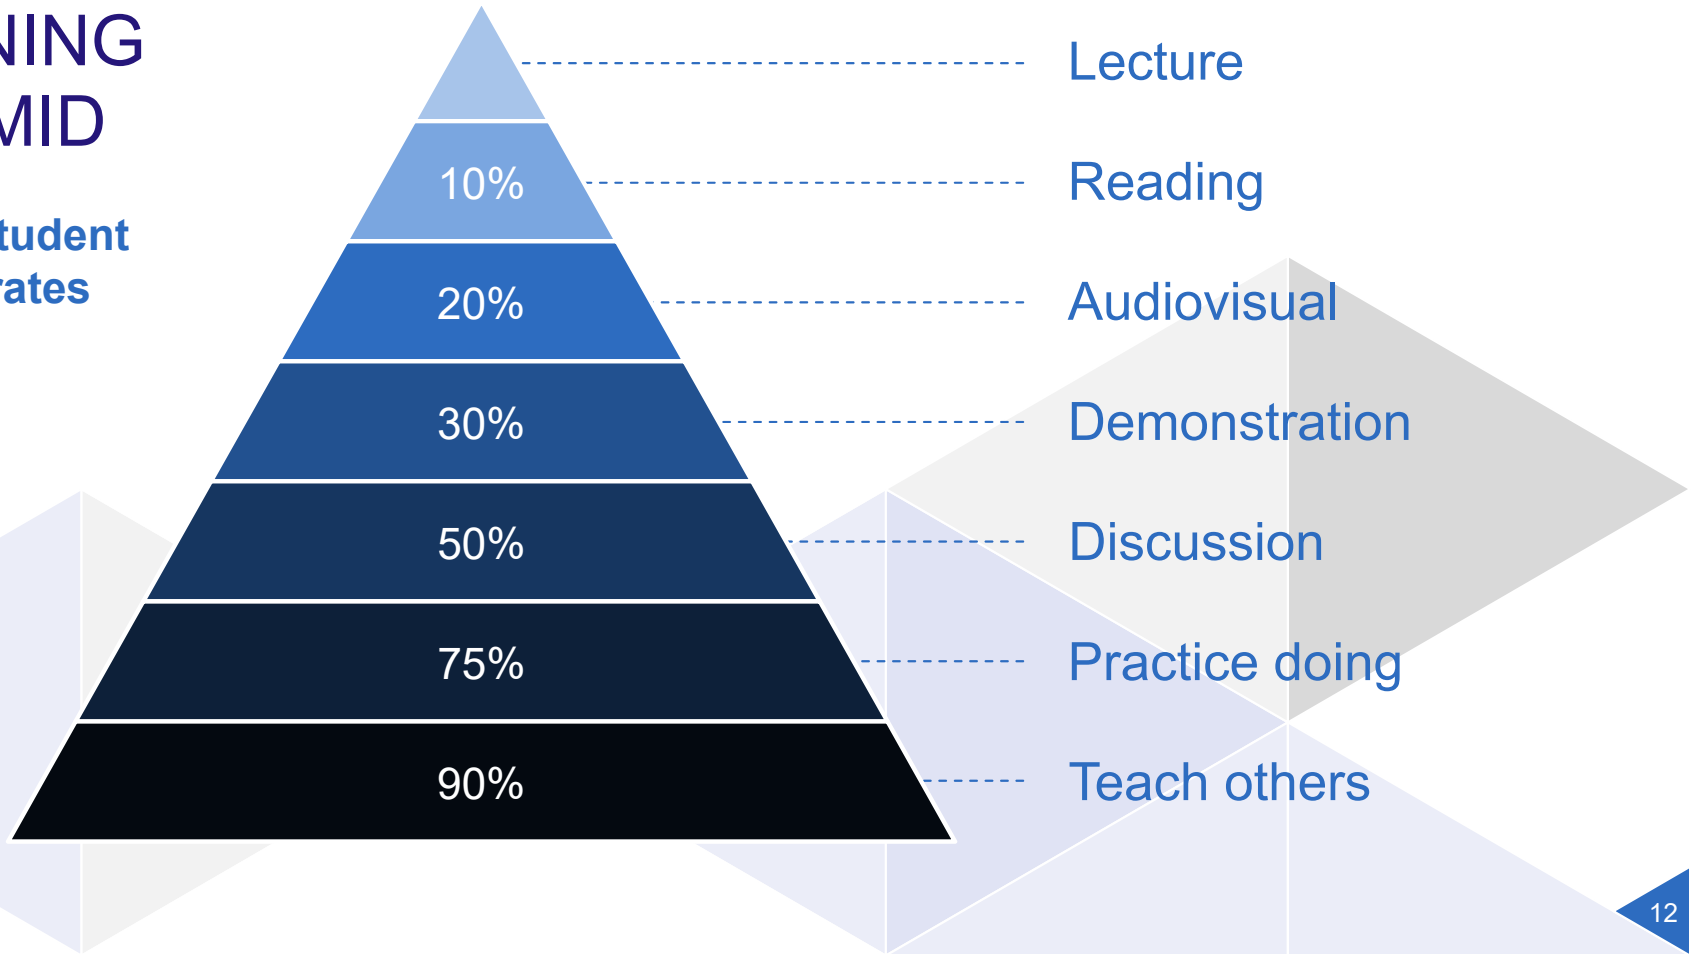 NING
MID
tudent
rates
Lecture
10% Reading
20% Audiovisual
30% Demonstration
50% Discussion
75% Practice doing
90% Teach others
12